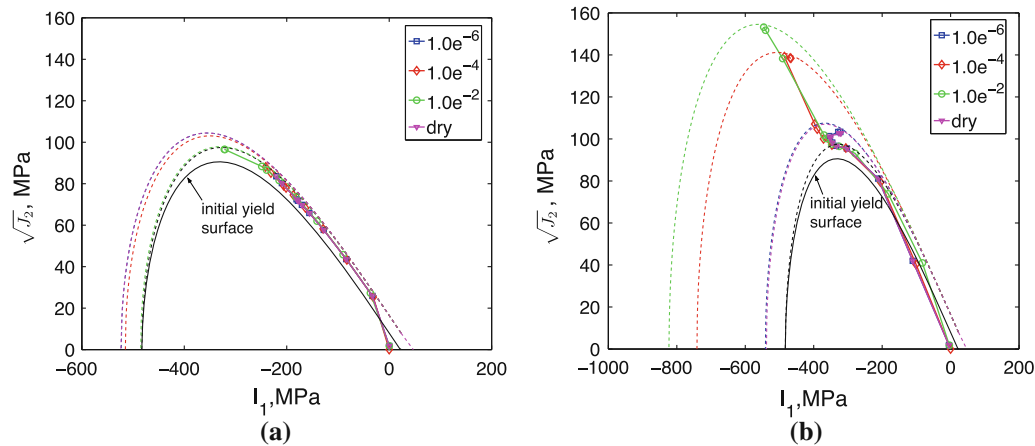 160
140
120
100
80
60
40
20
0
√J₂, MPa
−600
−400
−200
0
200
I₁,MPa
1.0e⁻⁶
1.0e⁻⁴
1.0e⁻²
dry
initial yield
surface
(a)
160
140
120
100
80
60
40
20
0
√J₂, MPa
−1000
−800
−600
−400
−200
0
200
I₁,MPa
1.0e⁻⁶
1.0e⁻⁴
1.0e⁻²
dry
initial yield
surface
(b)